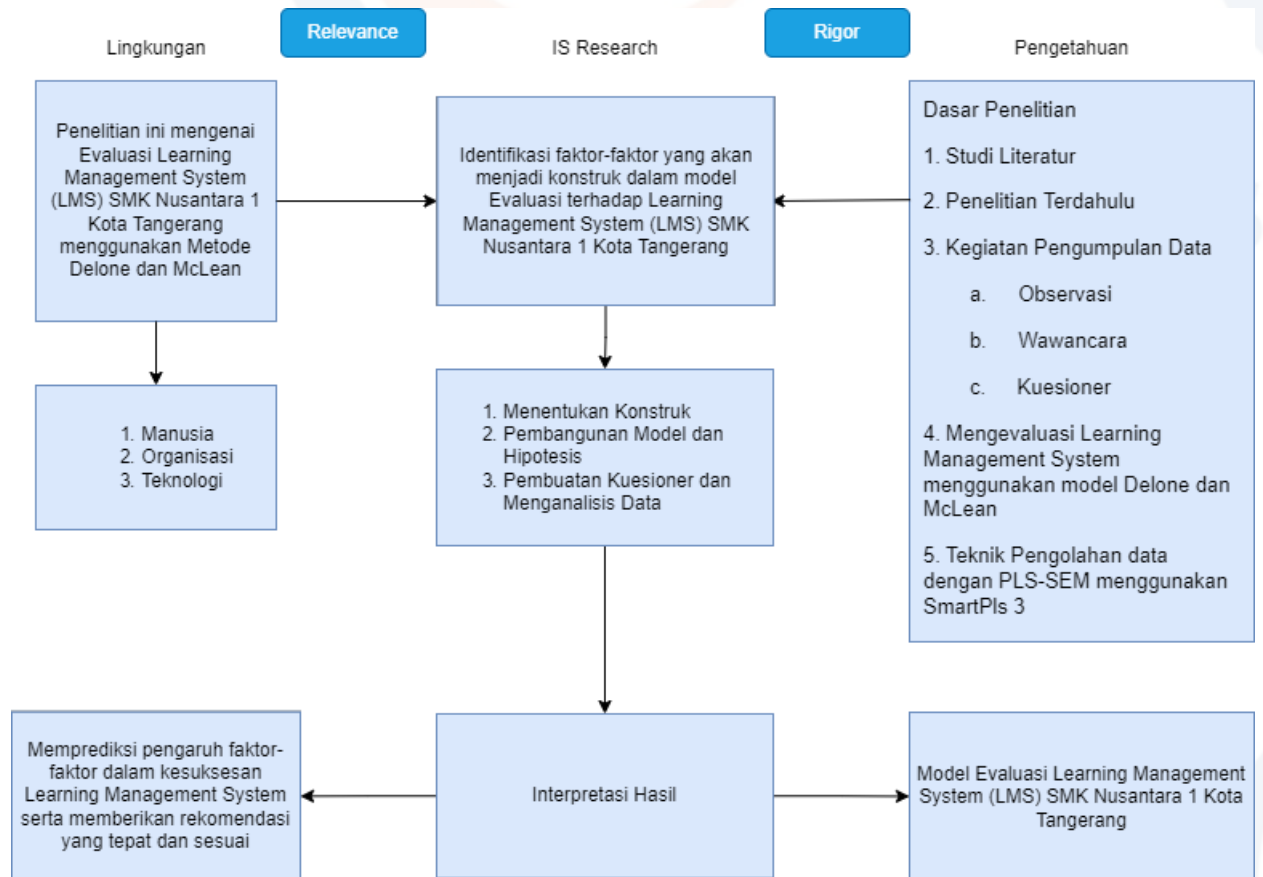 Lingkungan
Relevance
IS Research
Rigor
Pengetahuan
Penelitian ini mengenai
Evaluasi Learning
Management System
(LMS) SMK Nusantara 1
Kota Tangerang
menggunakan Metode
Delone dan McLean
Identifikasi faktor-faktor yang akan
menjadi konstruk dalam model
Evaluasi terhadap Learning
Management System (LMS) SMK
Nusantara 1 Kota Tangerang
Dasar Penelitian
1. Studi Literatur
2. Penelitian Terdahulu
3. Kegiatan Pengumpulan Data
a. Observasi
b. Wawancara
c. Kuesioner
4. Mengevaluasi Learning
Management System
menggunakan model Delone dan
McLean
5. Teknik Pengolahan data
dengan PLS-SEM menggunakan
SmartPls 3
1. Manusia
2. Organisasi
3. Teknologi
1. Menentukan Konstruk
2. Pembangunan Model dan
Hipotesis
3. Pembuatan Kuesioner dan
Menganalisis Data
Memprediksi pengaruh faktor-
faktor dalam kesuksesan
Learning Management System
serta memberikan rekomendasi
yang tepat dan sesuai
Interpretasi Hasil
Model Evaluasi Learning Management
System (LMS) SMK Nusantara 1 Kota
Tangerang